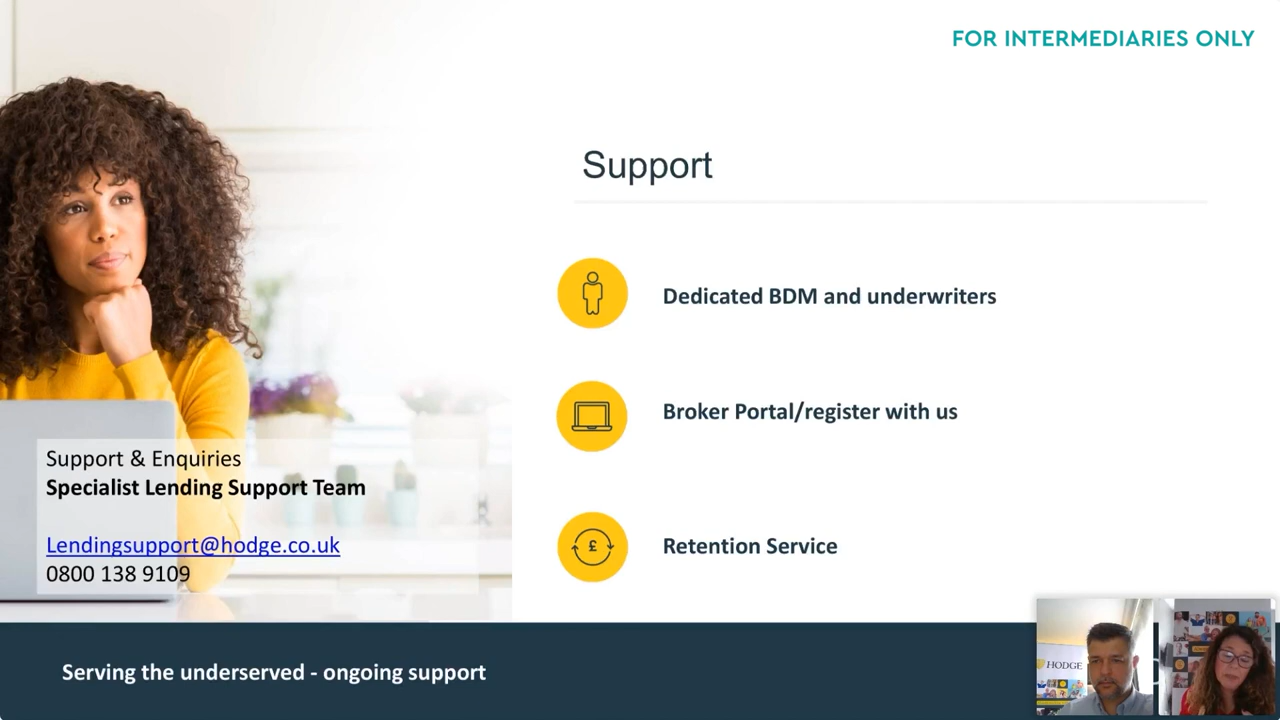 FOR INTERMEDIARIES ONLY
Support
Dedicated BDM and underwriters
Broker Portal/register with us
£
Retention Service
Support & Enquiries
Specialist Lending Support Team
Lendingsupport@hodge.co.uk
0800 138 9109
Serving the underserved - ongoing support
HODGE